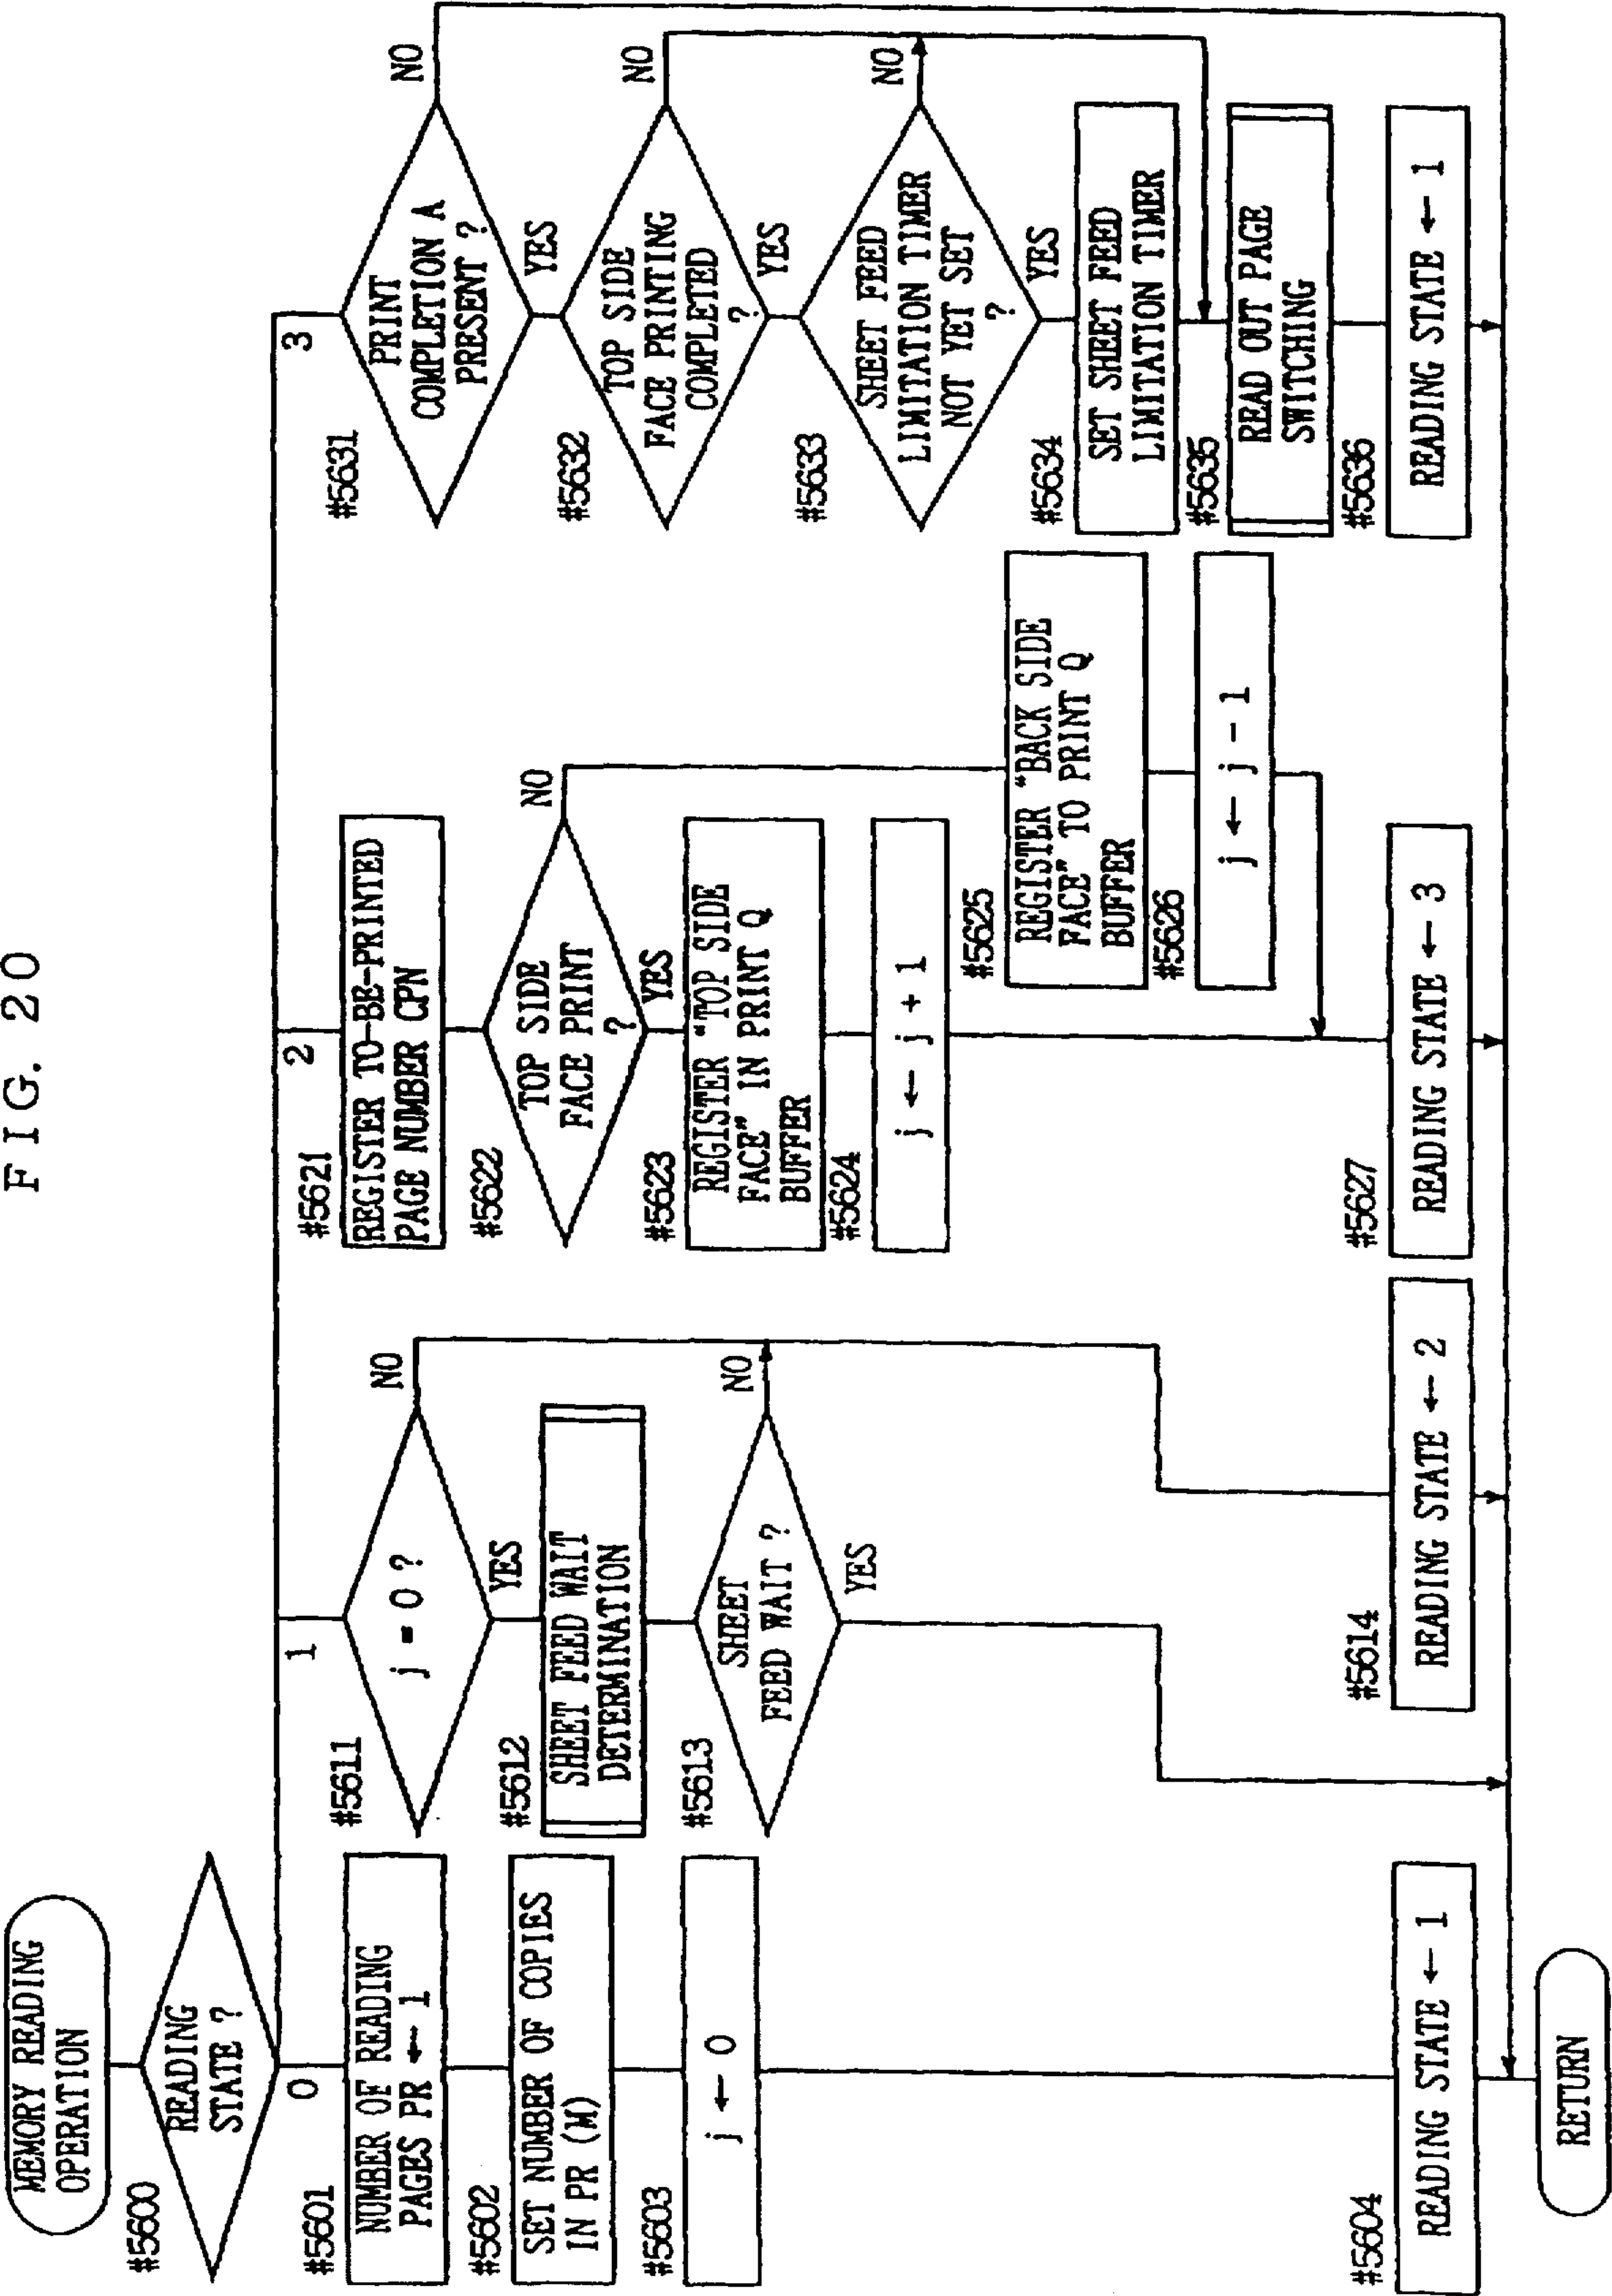 FIG. 20
MEMORY READING
OPERATION
#5600
READING
STATE ?
0
#5601
NUMBER OF READING
PAGES PR ← 1
#5602
SET NUMBER OF COPIES
IN PR (M)
#5603
j ← 0
#5604
READING STATE ← 1
RETURN
1
#5611
j = 0 ?
NO
YES
#5612
SHEET FEED WAIT
DETERMINATION
#5613
SHEET
FEED WAIT ?
NO
YES
#5614
READING STATE ← 2
2
#5621
REGISTER TO-BE-PRINTED
PAGE NUMBER CPN
#5622
TOP SIDE
FACE PRINT
?
NO
YES
#5623
REGISTER "TOP SIDE
FACE" IN PRINT Q
BUFFER
#5624
j ← j + 1
#5625
REGISTER "BACK SIDE
FACE" TO PRINT Q
BUFFER
#5626
j ← j - 1
#5627
READING STATE ← 3
3
#5631
PRINT
COMPLETION A
PRESENT ?
NO
YES
#5632
TOP SIDE
FACE PRINTING
COMPLETED
?
NO
YES
#5633
SHEET FEED
LIMITATION TIMER
NOT YET SET
?
NO
YES
#5634
SET SHEET FEED
LIMITATION TIMER
#5635
READ OUT PAGE
SWITCHING
#5636
READING STATE ← 1